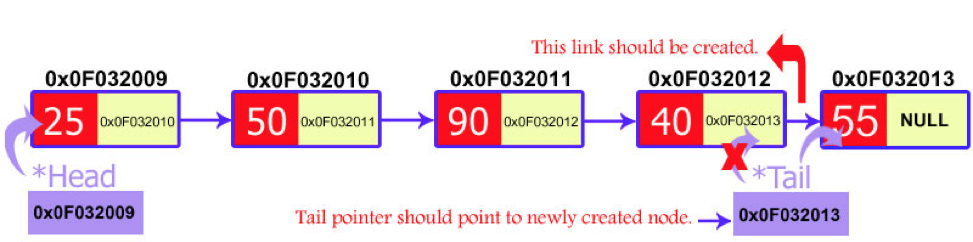 This link should be created.
0x0F032009 0x0F032010 0x0F032011 0x0F032012 0x0F032013
25 0x0F032010 50 0x0F032011 90 0x0F032012 40 0x0F032013 55 NULL
X
*Head *Tail
0x0F032009 Tail pointer should point to newly created node. 0x0F032013